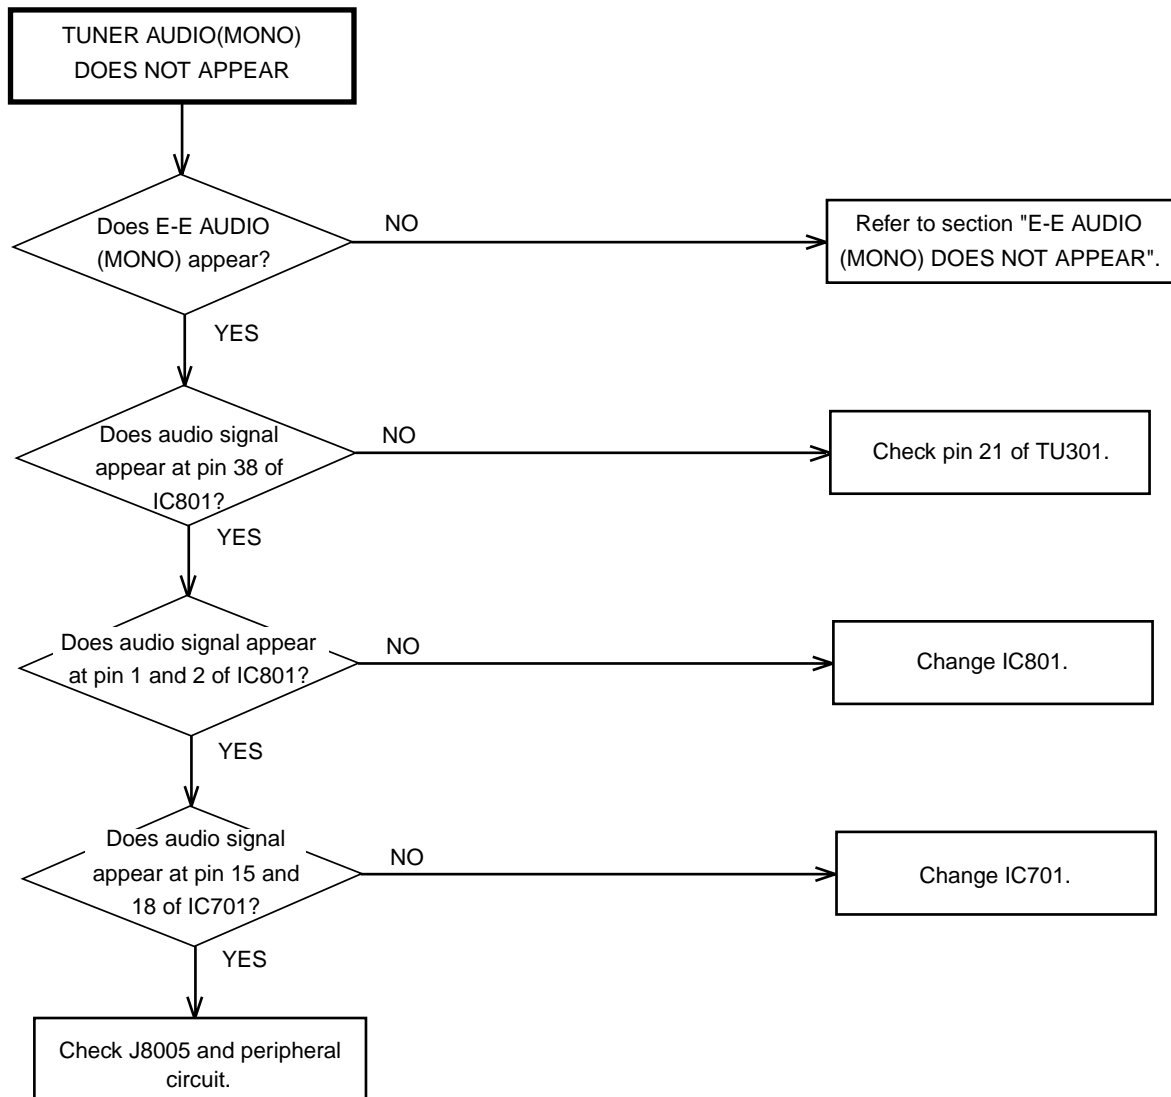 TUNER AUDIO(MONO)
DOES NOT APPEAR
Does E-E AUDIO
(MONO) appear?
NO
Refer to section "E-E AUDIO
(MONO) DOES NOT APPEAR".
YES
Does audio signal
appear at pin 38 of
IC801?
NO
Check pin 21 of TU301.
YES
Does audio signal appear
at pin 1 and 2 of IC801?
NO
Change IC801.
YES
Does audio signal
appear at pin 15 and
18 of IC701?
NO
Change IC701.
YES
Check J8005 and peripheral
circuit.